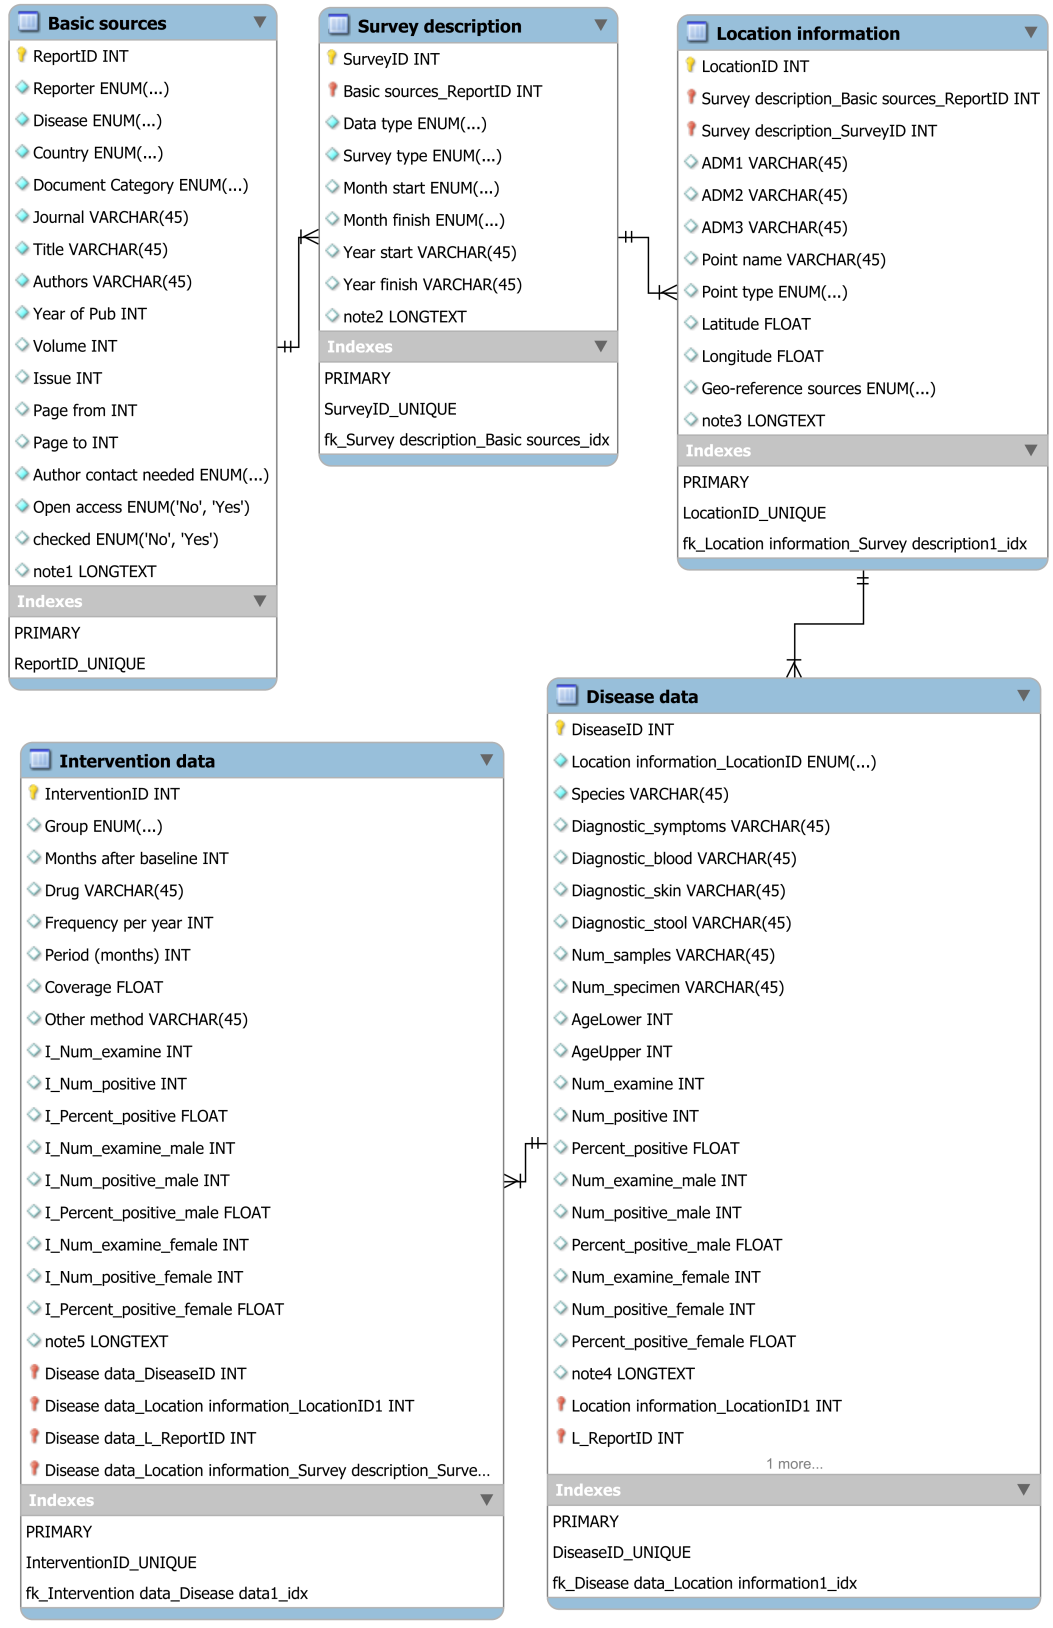 Basic sources
ReportID INT
Reporter ENUM(...)
Disease ENUM(...)
Country ENUM(...)
Document Category ENUM(...)
Journal VARCHAR(45)
Title VARCHAR(45)
Authors VARCHAR(45)
Year of Pub INT
Volume INT
Issue INT
Page from INT
Page to INT
Author contact needed ENUM(...)
Open access ENUM('No', 'Yes')
checked ENUM('No', 'Yes')
note1 LONGTEXT
Indexes
PRIMARY
ReportID_UNIQUE
Survey description
SurveyID INT
Basic sources_ReportID INT
Data type ENUM(...)
Survey type ENUM(...)
Month start ENUM(...)
Month finish ENUM(...)
Year start VARCHAR(45)
Year finish VARCHAR(45)
note2 LONGTEXT
Indexes
PRIMARY
SurveyID_UNIQUE
fk_Survey description_Basic sources_idx
Location information
LocationID INT
Survey description_Basic sources_ReportID INT
Survey description_SurveyID INT
ADM1 VARCHAR(45)
ADM2 VARCHAR(45)
ADM3 VARCHAR(45)
Point name VARCHAR(45)
Point type ENUM(...)
Latitude FLOAT
Longitude FLOAT
Geo-reference sources ENUM(...)
note3 LONGTEXT
Indexes
PRIMARY
LocationID_UNIQUE
fk_Location information_Survey description1_idx
Intervention data
InterventionID INT
Group ENUM(...)
Months after baseline INT
Drug VARCHAR(45)
Frequency per year INT
Period (months) INT
Coverage FLOAT
Other method VARCHAR(45)
I_Num_examine INT
I_Num_positive INT
I_Percent_positive FLOAT
I_Num_examine_male INT
I_Num_positive_male INT
I_Percent_positive_male FLOAT
I_Num_examine_female INT
I_Num_positive_female INT
I_Percent_positive_female FLOAT
note5 LONGTEXT
Disease data_DiseaseID INT
Disease data_Location information_LocationID1 INT
Disease data_L_ReportID INT
Disease data_Location information_Survey description_Surve...
Indexes
PRIMARY
InterventionID_UNIQUE
fk_Intervention data_Disease data1_idx
Disease data
DiseaseID INT
Location information_LocationID ENUM(...)
Species VARCHAR(45)
Diagnostic_symptoms VARCHAR(45)
Diagnostic_blood VARCHAR(45)
Diagnostic_skin VARCHAR(45)
Diagnostic_stool VARCHAR(45)
Num_samples VARCHAR(45)
Num_specimen VARCHAR(45)
AgeLower INT
AgeUpper INT
Num_examine INT
Num_positive INT
Percent_positive FLOAT
Num_examine_male INT
Num_positive_male INT
Percent_positive_male FLOAT
Num_examine_female INT
Num_positive_female INT
Percent_positive_female FLOAT
note4 LONGTEXT
Location information_LocationID1 INT
L_ReportID INT
1 more...
Indexes
PRIMARY
DiseaseID_UNIQUE
fk_Disease data_Location information1_idx